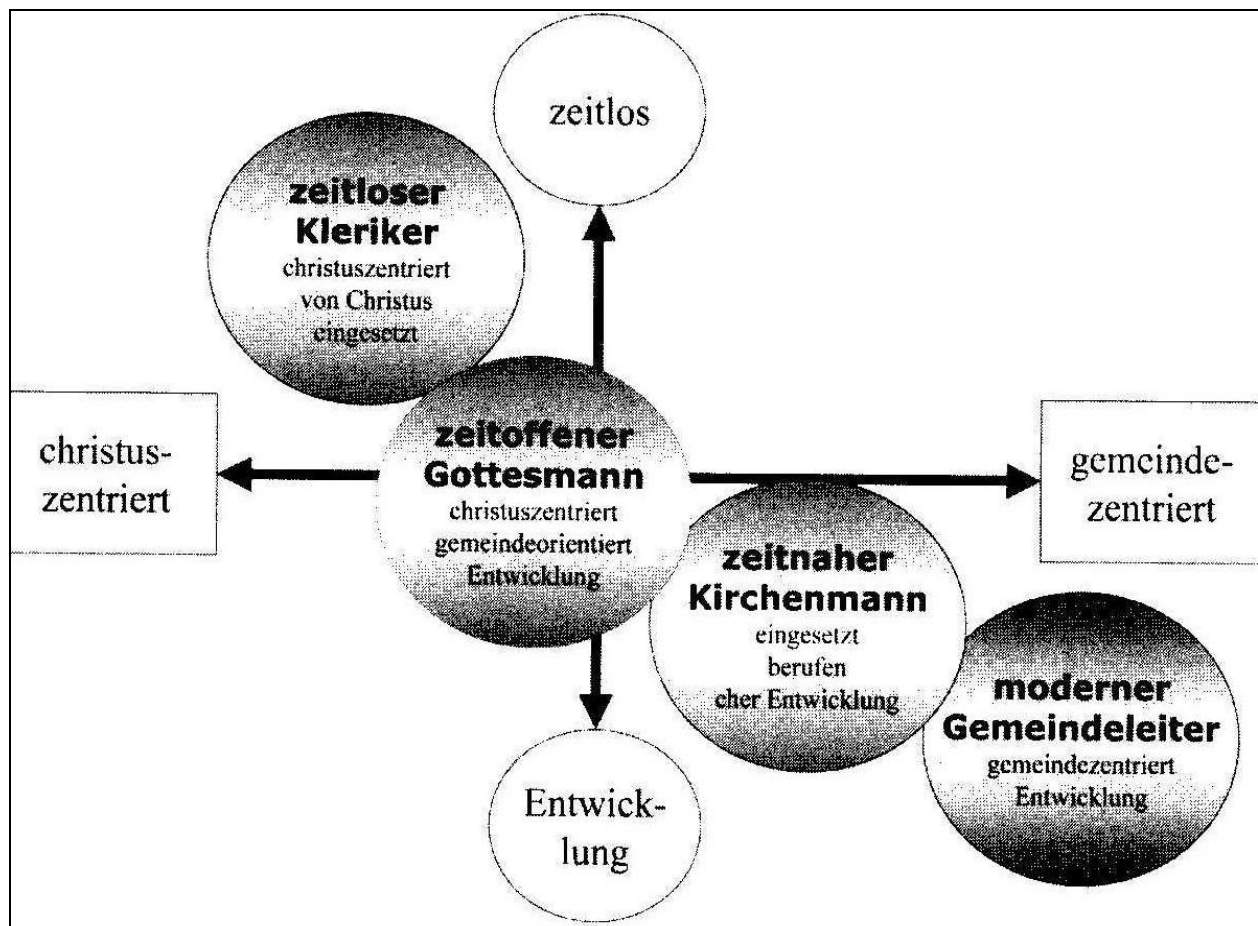 zeitlos
zeitloser
Kleriker
christuszentriert
von Christus
eingesetzt
christus-
zentriert
zeitoffener
Gottesmann
christuszentriert
gemeindeorientiert
Entwicklung
gemeinde-
zentriert
zeitnaher
Kirchenmann
eingesetzt
berufen
cher Entwicklung
moderner
Gemeindeleiter
gemeindezentriert
Entwicklung
Entwick-
lung